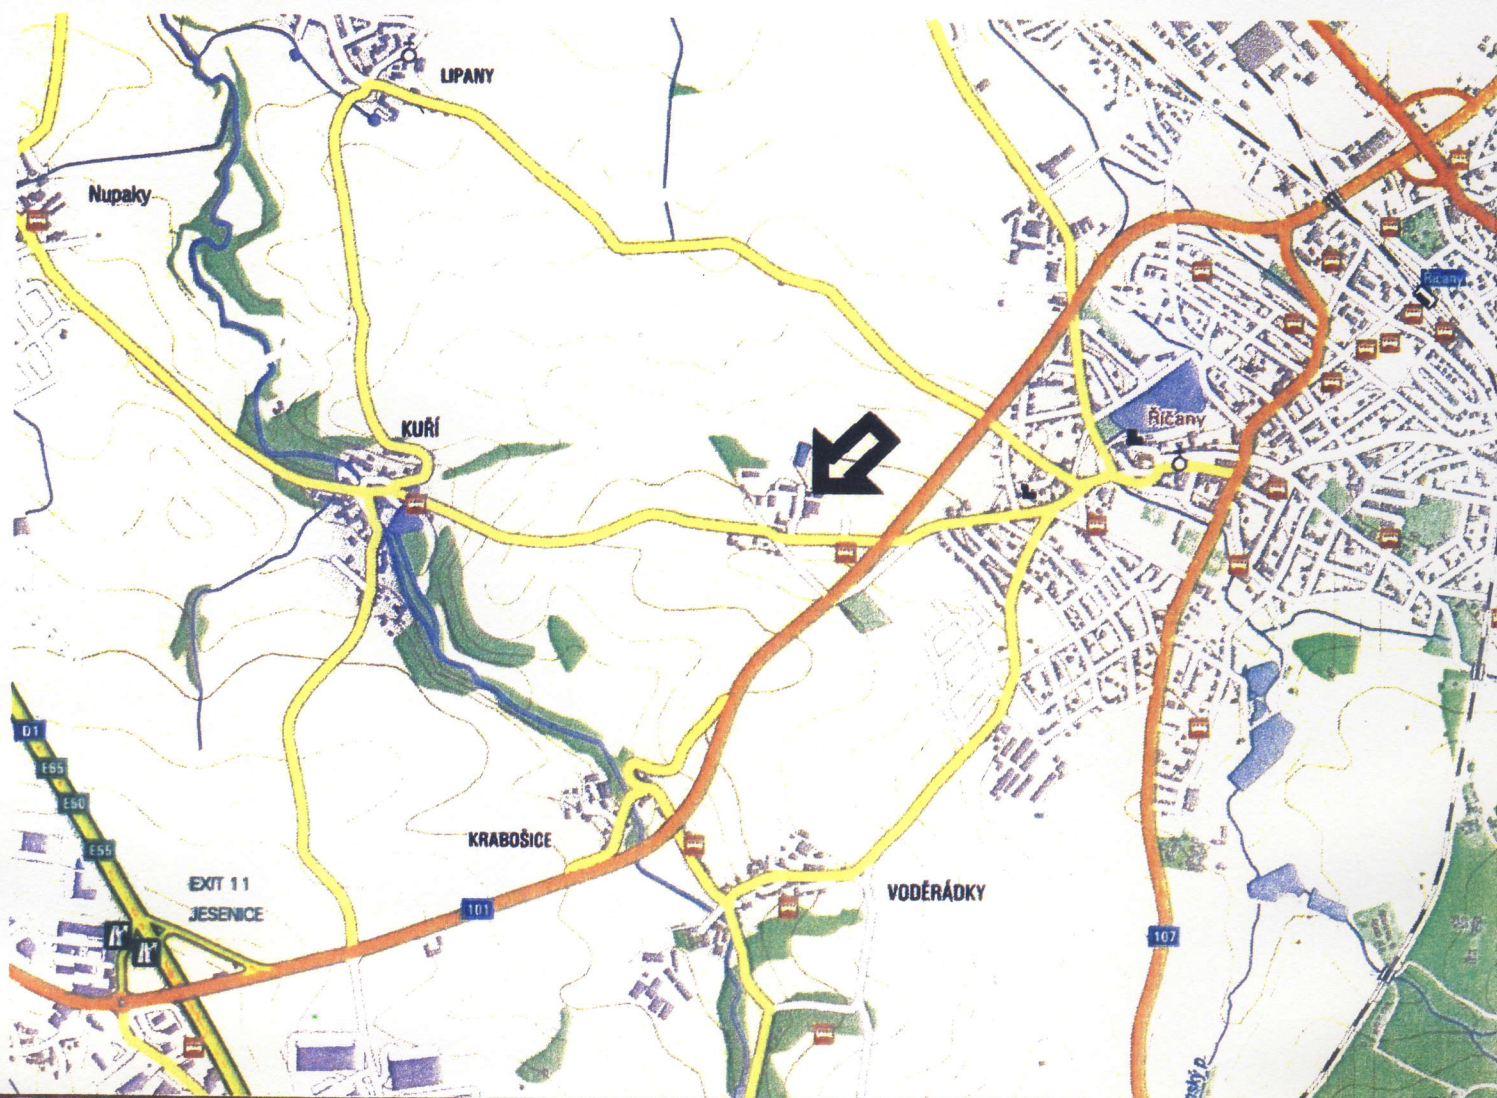 LIPANY
Nupaky
Říčany
Říčany
KUŘÍ
D1
E65
E50
E55
KRABOŠICE
EXIT 11
JESENICE
101
VODĚRÁDKY
107